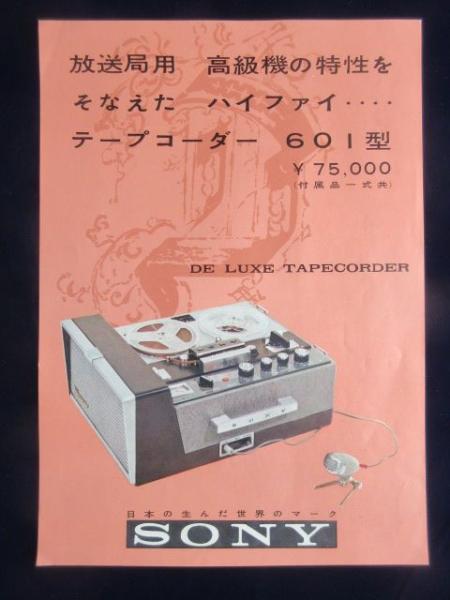 放送局用 高級機の特性を
そなえた ハイファイ････
テープコーダー 601型
¥75,000
(付属品一式共)
DE LUXE TAPECORDER
SONY
日本の生んだ世界のマーク
SONY